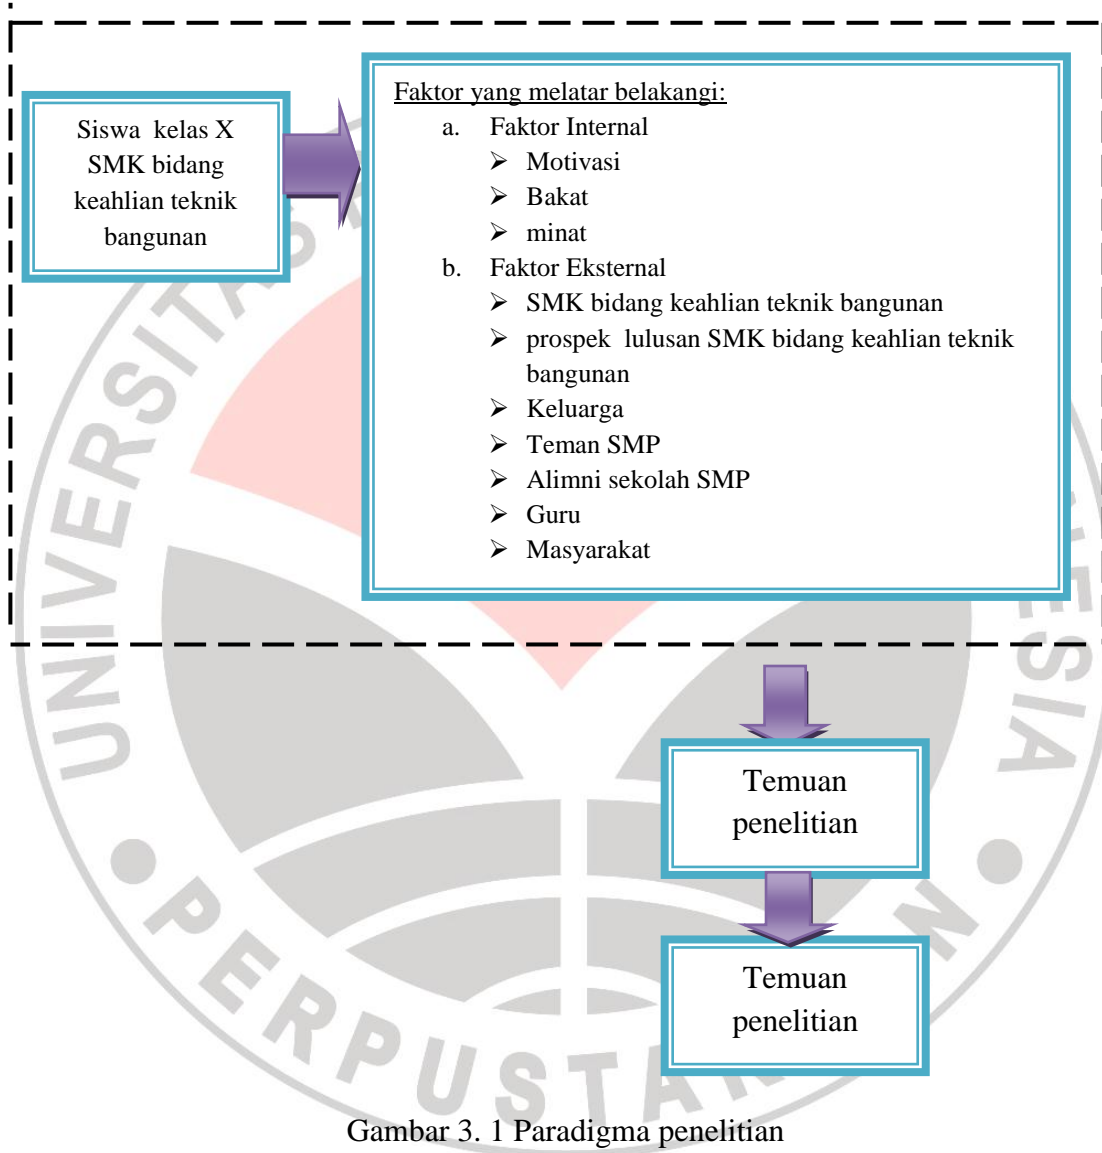 Siswa kelas X
SMK bidang
keahlian teknik
bangunan
Faktor yang melatar belakangi:
a. Faktor Internal
➢ Motivasi
➢ Bakat
➢ minat
b. Faktor Eksternal
➢ SMK bidang keahlian teknik bangunan
➢ prospek lulusan SMK bidang keahlian teknik
bangunan
➢ Keluarga
➢ Teman SMP
➢ Alimni sekolah SMP
➢ Guru
➢ Masyarakat
Temuan
penelitian
Temuan
penelitian
Gambar 3. 1 Paradigma penelitian